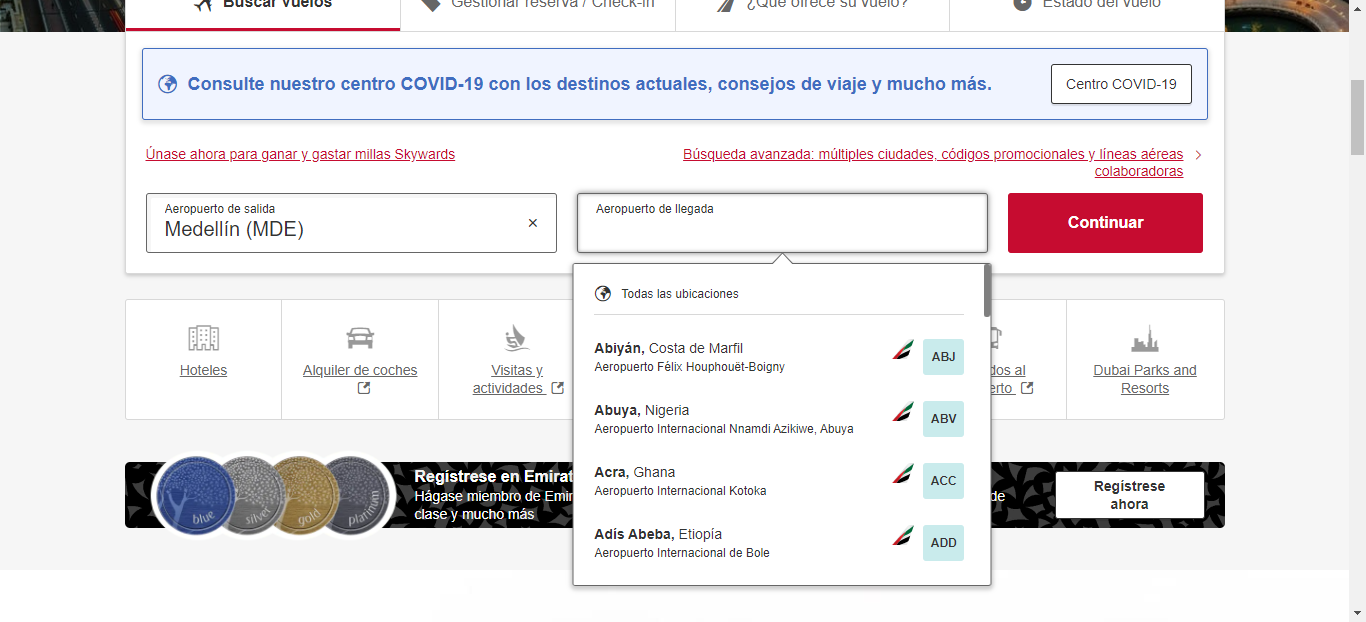 Buscar vuelos
Gestionar reserva / Check-in
¿Qué ofrece su vuelo?
Estado del vuelo
Consulte nuestro centro COVID-19 con los destinos actuales, consejos de viaje y mucho más.
Centro COVID-19
Únase ahora para ganar y gastar millas Skywards
Búsqueda avanzada: múltiples ciudades, códigos promocionales y líneas aéreas
colaboradoras
Aeropuerto de salida
Medellín (MDE)
Aeropuerto de llegada
Continuar
Todas las ubicaciones
Abiyán, Costa de Marfil
Aeropuerto Félix Houphouët-Boigny
ABJ
Abuya, Nigeria
Aeropuerto Internacional Nnamdi Azikiwe, Abuya
ABV
Acra, Ghana
Aeropuerto Internacional Kotoka
ACC
Adís Abeba, Etiopía
Aeropuerto Internacional de Bole
ADD
Hoteles
Alquiler de coches
Visitas y
actividades
dos al
erto
Dubai Parks and
Resorts
blue
silver
gold
platinum
Regístrese en Emirat
Hágase miembro de Emir
de
clase y mucho más
Regístrese
ahora